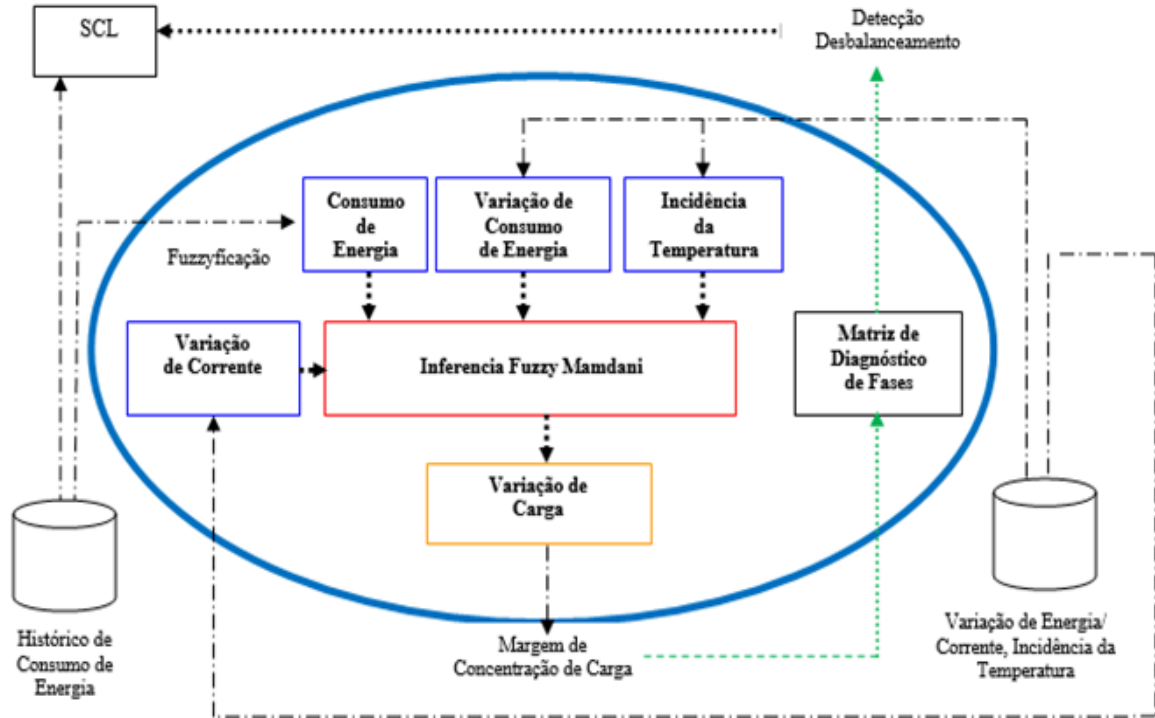 SCL
Detecção
Desbalanceamento
Consumo
de
Energia
Variação de
Consumo
de Energia
Incidência
da
Temperatura
Fuzzyficação
Variação
de Corrente
Inferencia Fuzzy Mamdani
Matriz de
Diagnóstico
de Fases
Variação de
Carga
Histórico de
Consumo de
Energia
Margem de
Concentração de Carga
Variação de Energia/
Corrente, Incidência da
Temperatura